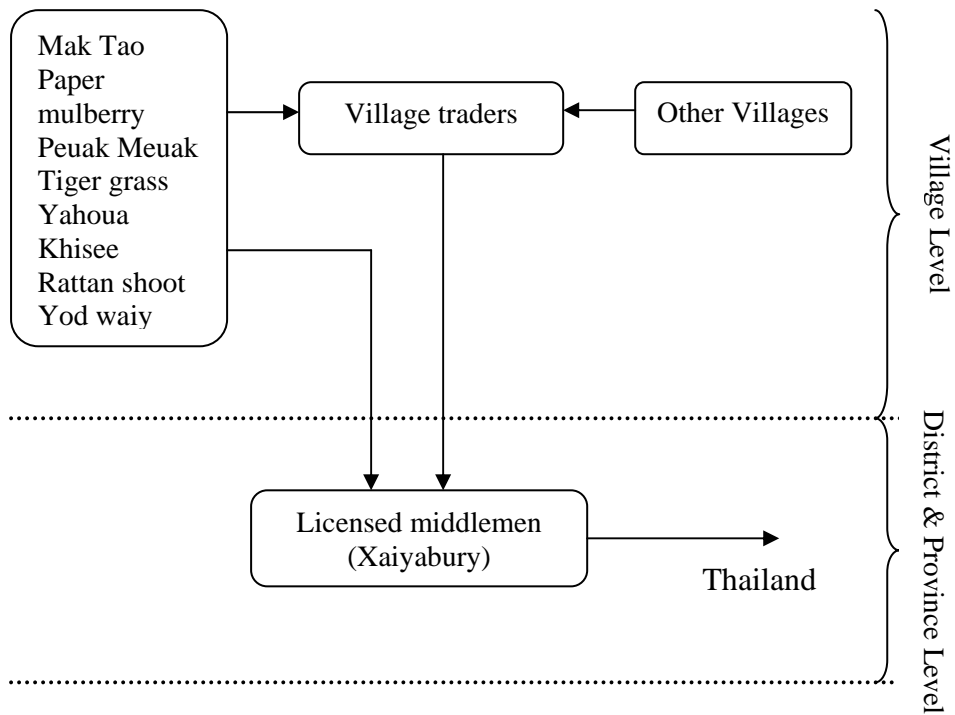 Mak Tao
Paper
mulberry
Peuak Meuak
Tiger grass
Yahoua
Khisee
Rattan shoot
Yod waiy
Village traders
Other Villages
Village Level
Licensed middlemen
(Xaiyabury)
Thailand
District & Province Level